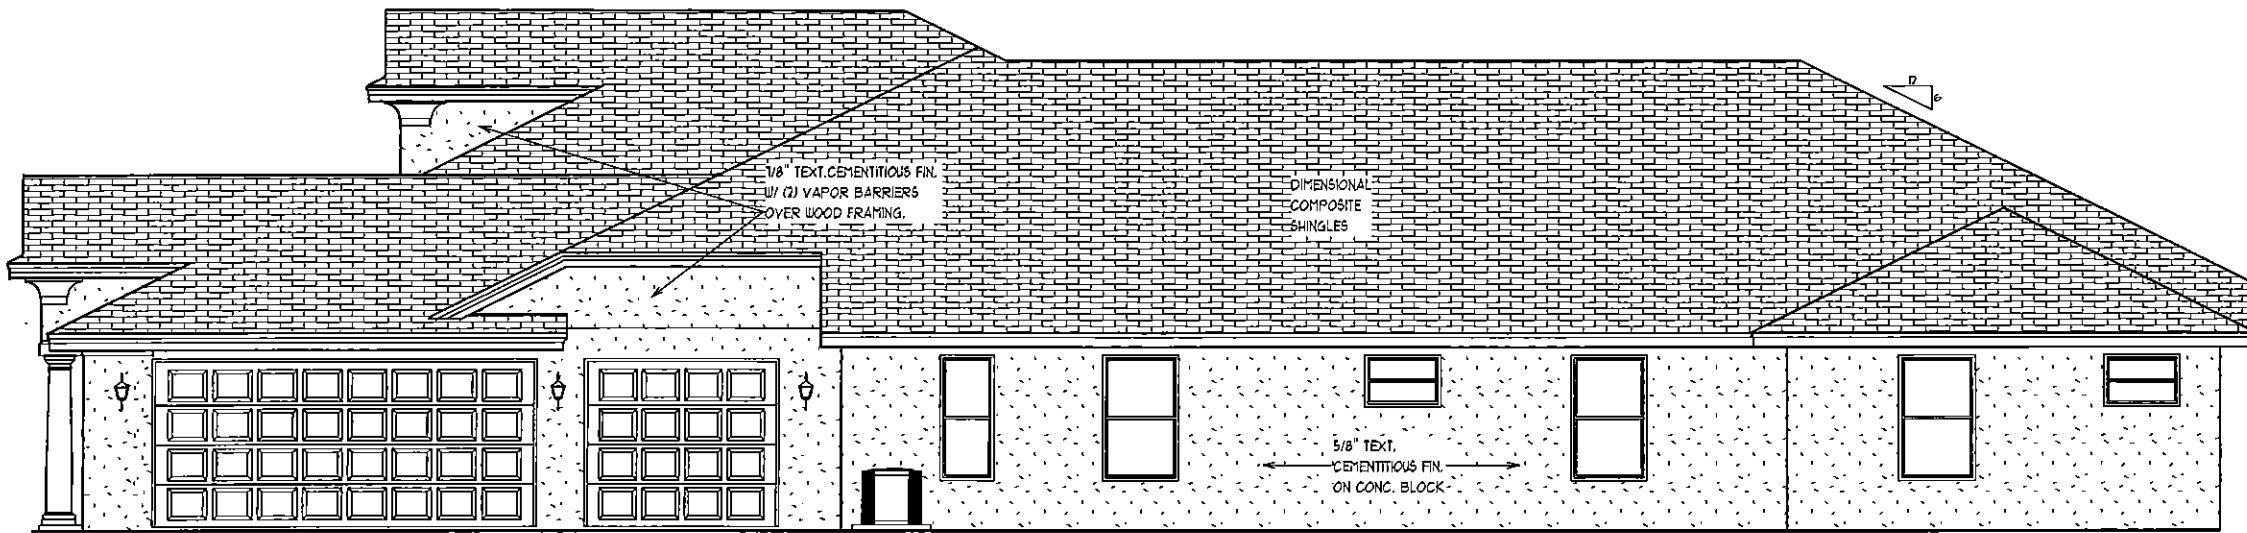 12
6
7/8" TEXT.CEMENTITIOUS FIN.
W/ (2) VAPOR BARRIERS
OVER WOOD FRAMING.
DIMENSIONAL
COMPOSITE
SHINGLES
5/8" TEXT.
CEMENTITIOUS FIN.
ON CONC. BLOCK